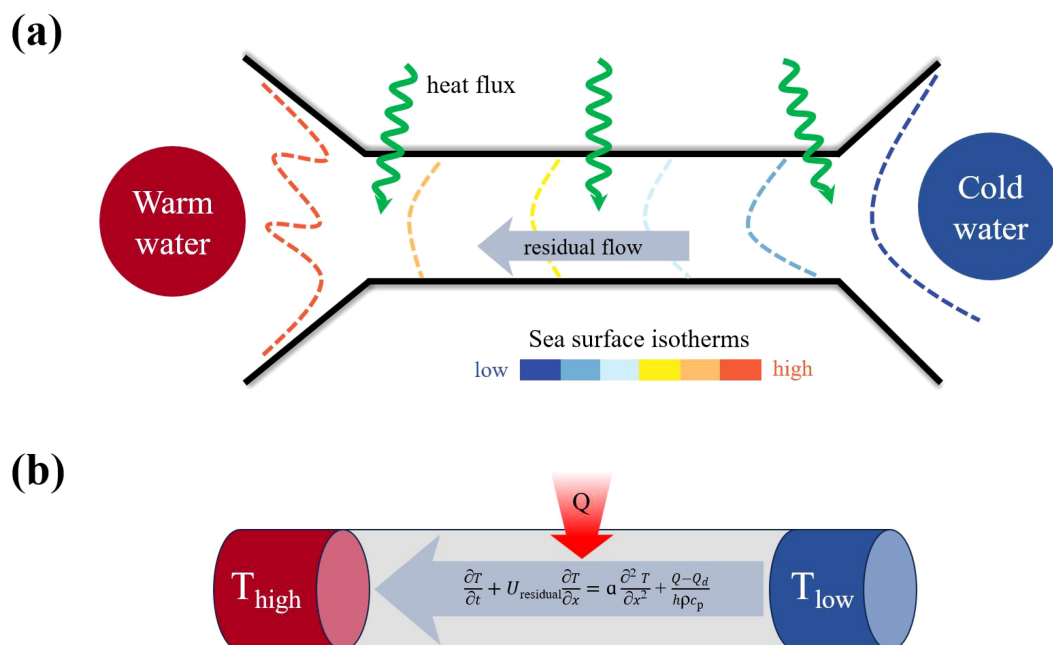 (a)
heat flux
Warm
water
Cold
water
residual flow
Sea surface isotherms
low
high
(b)
Q
T_high
∂T/∂t + U_residual ∂T/∂x = α ∂² T/∂x² + (Q−Q_d)/(hρc_p)
T_low